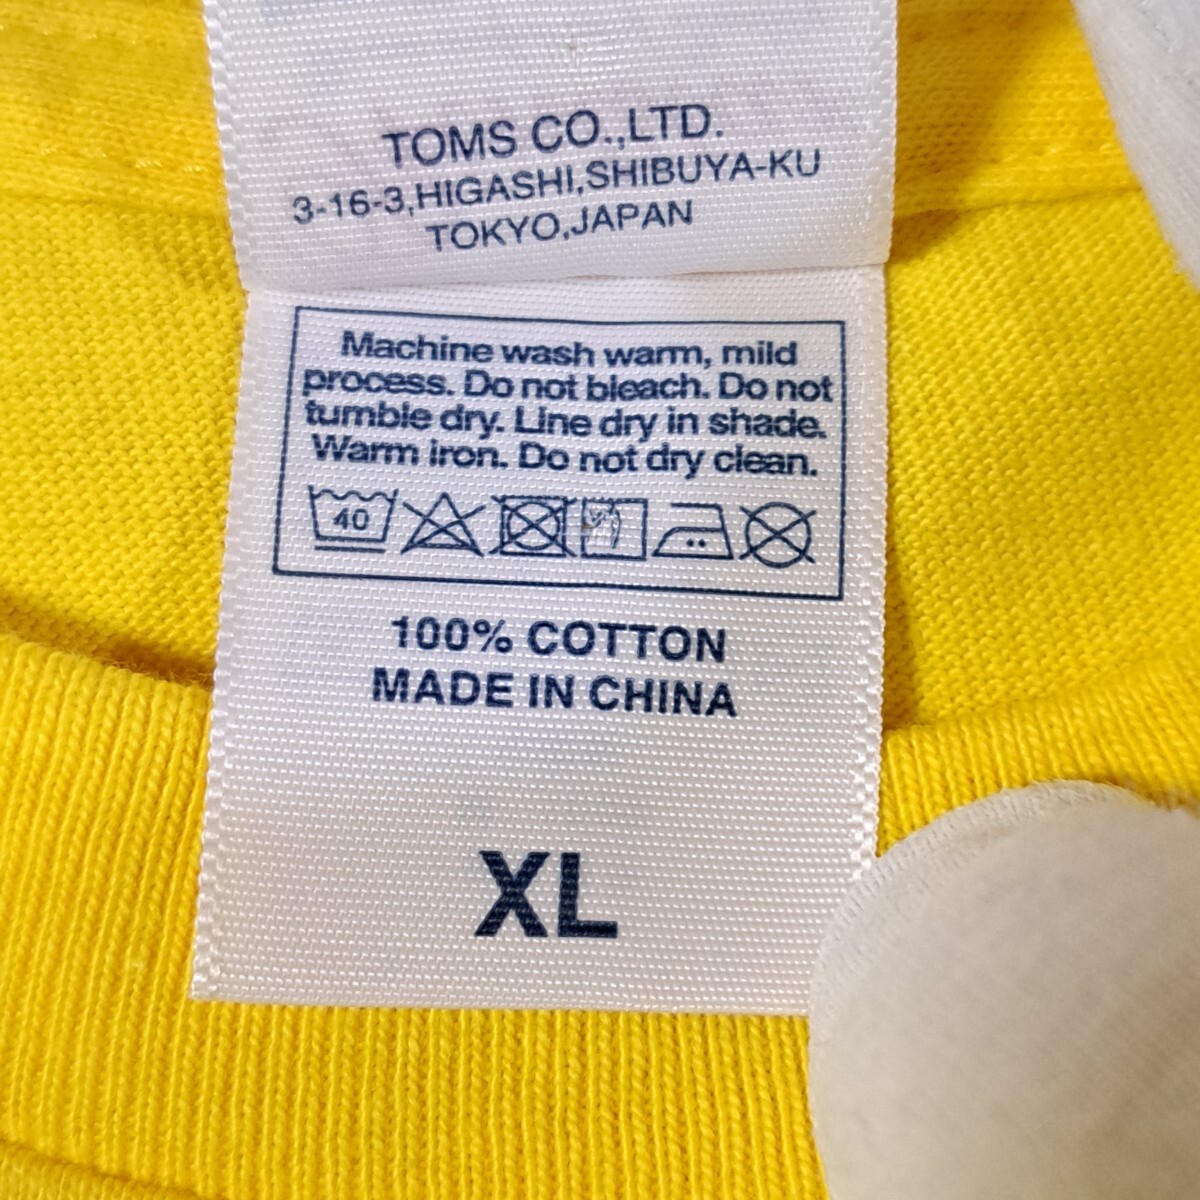 TOMS CO.,LTD.
3-16-3,HIGASHI,SHIBUYA-KU
TOKYO,JAPAN
Machine wash warm, mild
process. Do not bleach. Do not
tumble dry. Line dry in shade.
Warm iron. Do not dry clean.
40
100% COTTON
MADE IN CHINA
XL